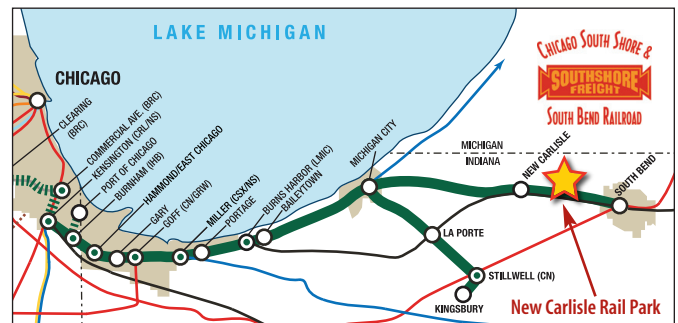 LAKE MICHIGAN
CHICAGO
CLEARING
(BRC)
COMMERCIAL AVE. (BRC)
KENSINGTON (CRL/NS)
PORT OF CHICAGO
BURNHAM (IHB)
HAMMOND/EAST CHICAGO
GARY
GOFF (CN/GRW)
MILLER (CSX/NS)
PORTAGE
BURNS HARBOR (LMIC)
BAILEYTOWN
MICHIGAN CITY
MICHIGAN
INDIANA
NEW CARLISLE
SOUTH BEND
LA PORTE
STILLWELL (CN)
KINGSBURY
New Carlisle Rail Park
Chicago South Shore &
SOUTHSHORE
FREIGHT
South Bend Railroad